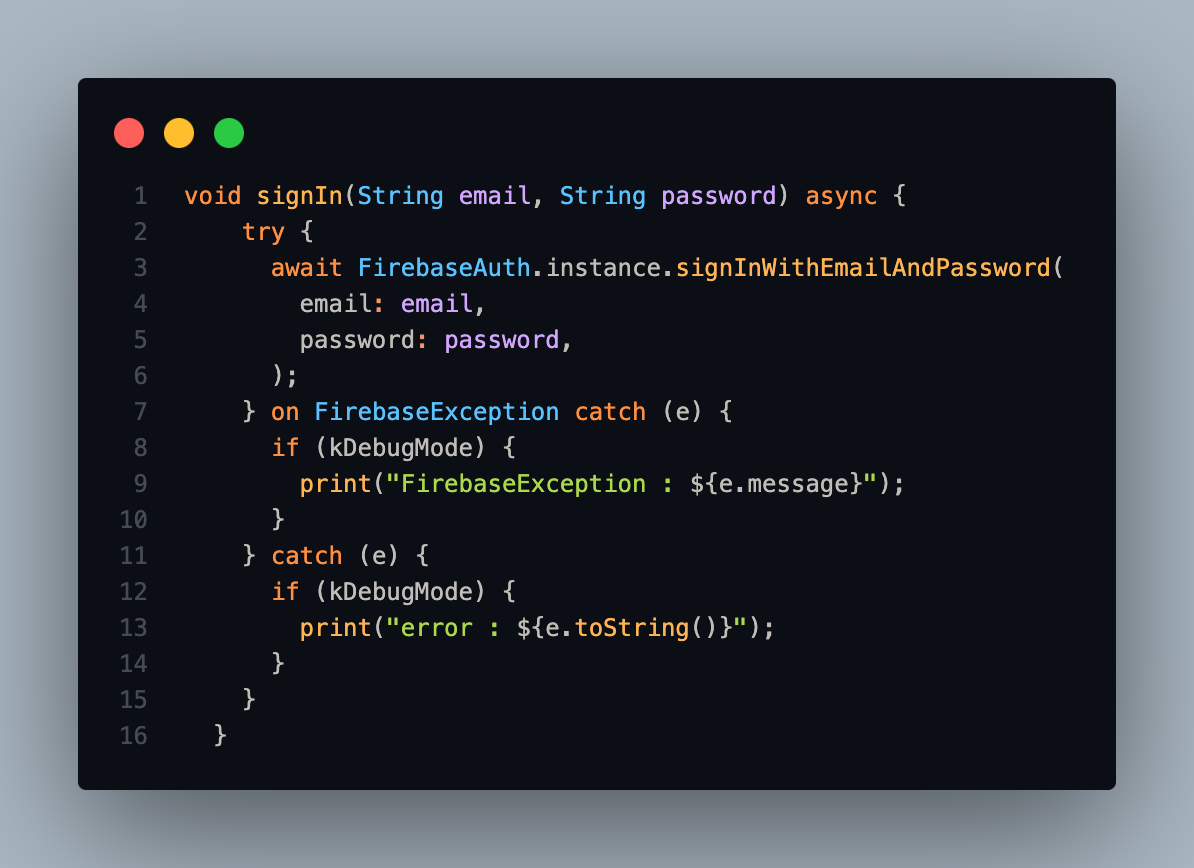 1 void signIn(String email, String password) async {
2 try {
3 await FirebaseAuth.instance.signInWithEmailAndPassword(
4 email: email,
5 password: password,
6 );
7 } on FirebaseException catch (e) {
8 if (kDebugMode) {
9 print("FirebaseException : ${e.message}");
10 }
11 } catch (e) {
12 if (kDebugMode) {
13 print("error : ${e.toString()}");
14 }
15 }
16 }